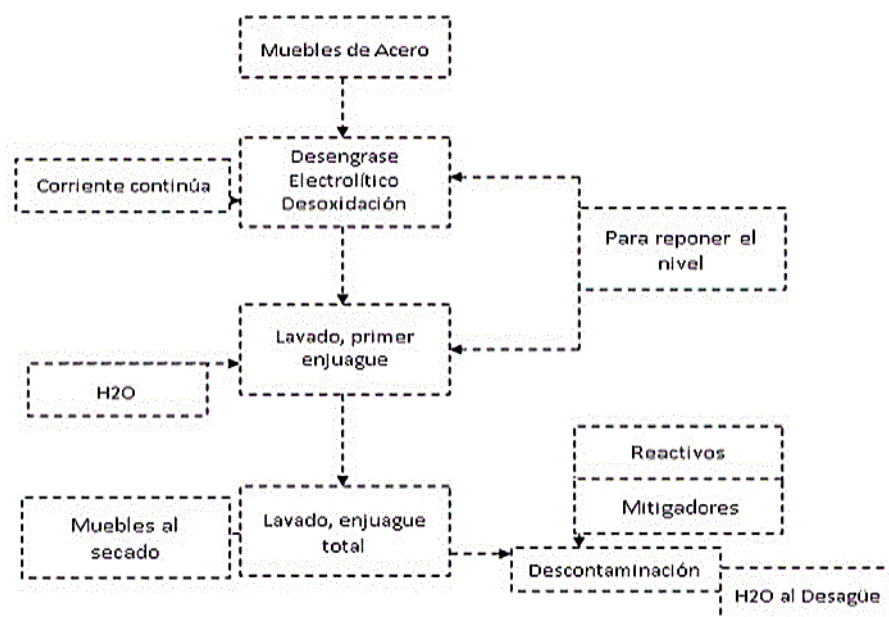 Muebles de Acero
Desengrase
Electrolítico
Desoxidación
Corriente continúa
Para reponer el
nivel
Lavado, primer
enjuague
H2O
Reactivos
Mitigadores
Muebles al
secado
Lavado, enjuague
total
Descontaminación
H2O al Desagüe